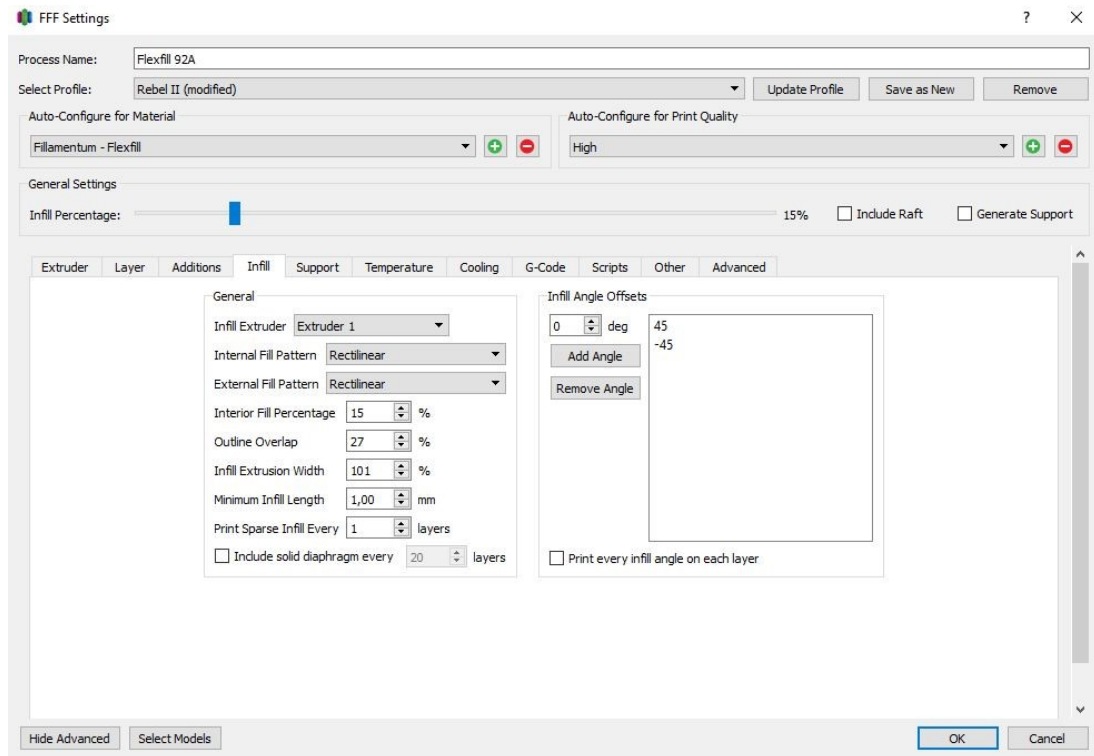 FFF Settings ?
Process Name: Flexfill 92A
Select Profile: Rebel II (modified) Update Profile Save as New Remove
Auto-Configure for Material
Fillamentum - Flexfill
Auto-Configure for Print Quality
High
General Settings
Infill Percentage: 15% Include Raft Generate Support
Extruder Layer Additions Infill Support Temperature Cooling G-Code Scripts Other Advanced
General
Infill Extruder Extruder 1
Internal Fill Pattern Rectilinear
External Fill Pattern Rectilinear
Interior Fill Percentage 15 %
Outline Overlap 27 %
Infill Extrusion Width 101 %
Minimum Infill Length 1,00 mm
Print Sparse Infill Every 1 layers
Include solid diaphragm every 20 layers
Infill Angle Offsets
0 deg
Add Angle
Remove Angle
45
-45
Print every infill angle on each layer
Hide Advanced Select Models OK Cancel